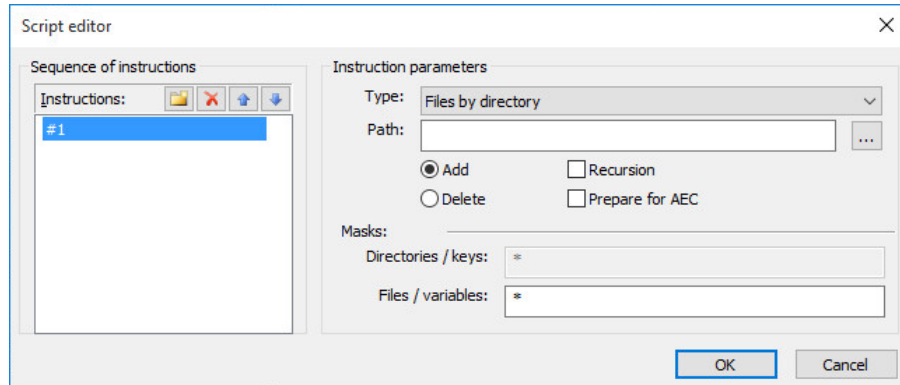 Script editor
Sequence of instructions
Instructions:
#1
Instruction parameters
Type: Files by directory
Path: ...
Add Recursion
Delete Prepare for AEC
Masks:
Directories / keys: *
Files / variables: *
OK Cancel